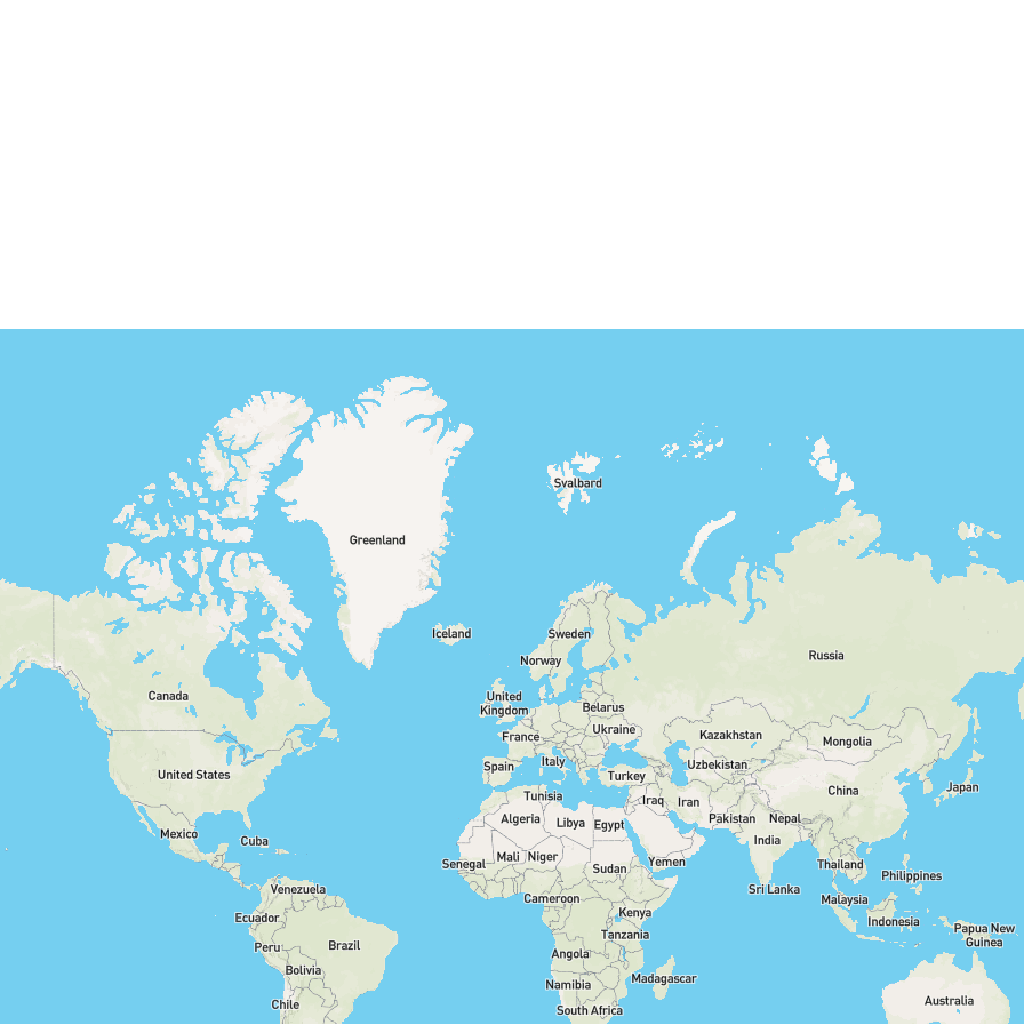 Svalbard
Greenland
Iceland
Sweden
Norway
Russia
Canada
United
Kingdom
Belarus
Ukraine
France
Kazakhstan
Mongolia
Italy
Spain
Uzbekistan
United States
Turkey
China
Japan
Tunisia
Iraq
Iran
Algeria
Libya
Egypt
Pakistan
Nepal
Mexico
Cuba
India
Mali
Niger
Senegal
Yemen
Thailand
Sudan
Philippines
Venezuela
Sri Lanka
Cameroon
Malaysia
Kenya
Ecuador
Indonesia
Papua New
Guinea
Tanzania
Peru
Brazil
Angola
Bolivia
Madagascar
Namibia
Australia
Chile
South Africa